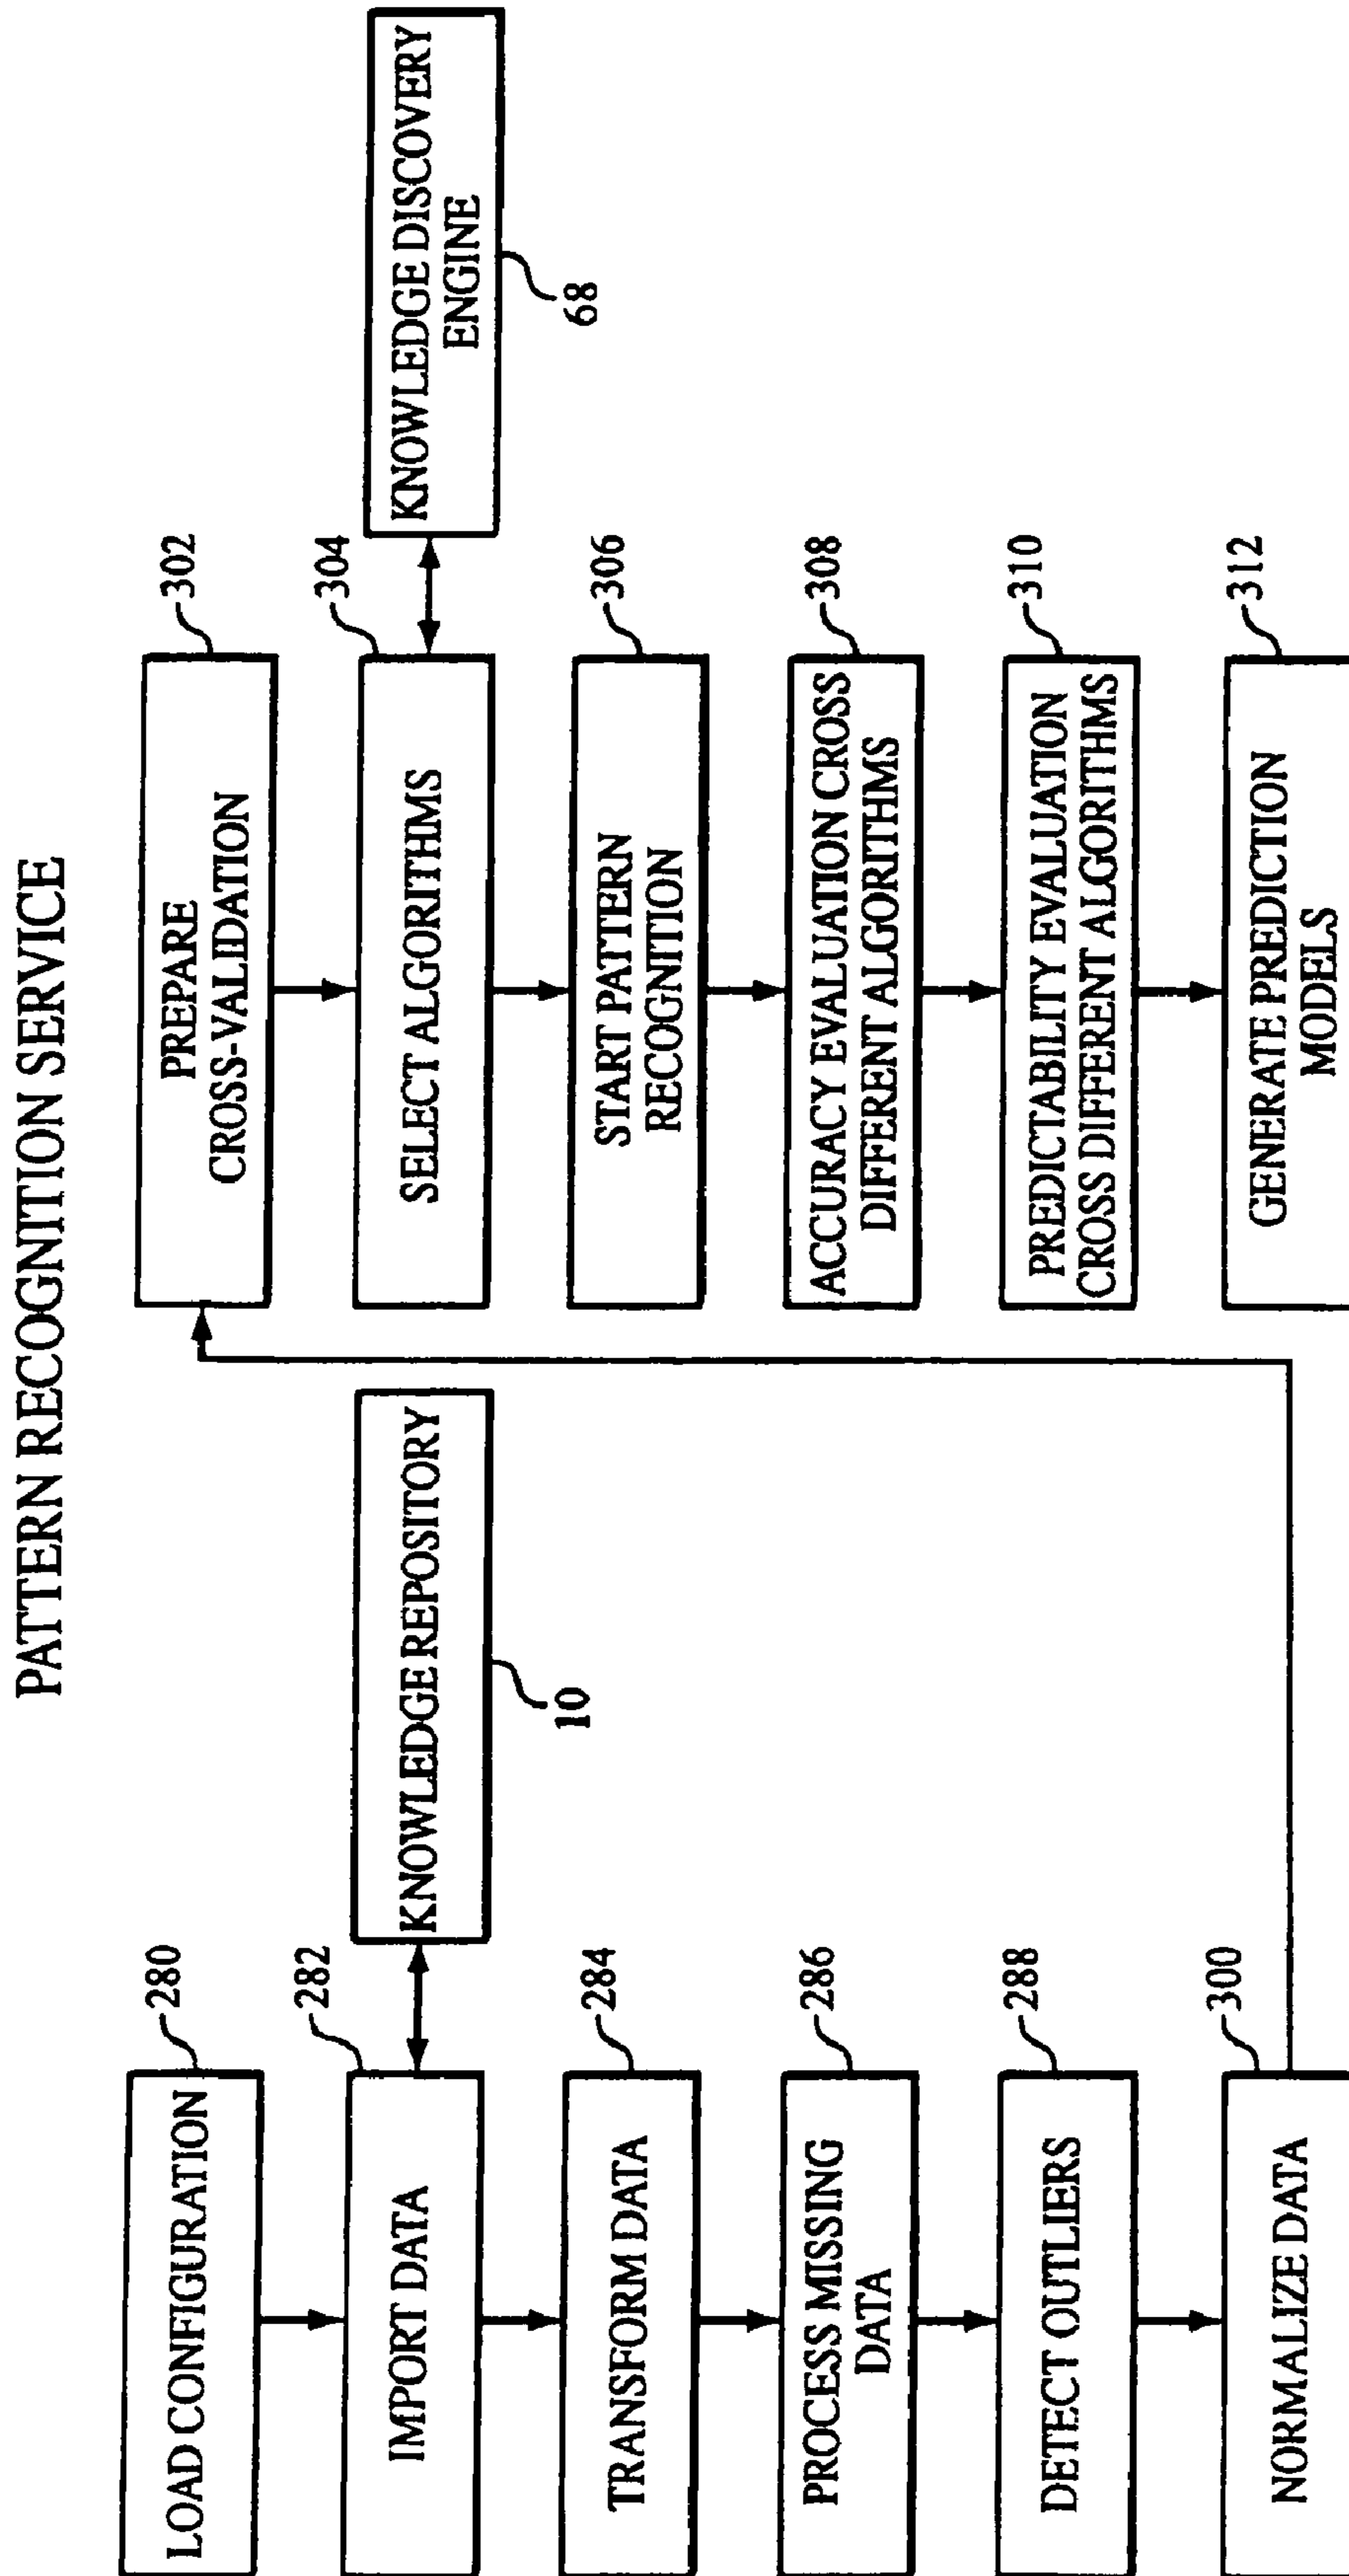 PATTERN RECOGNITION SERVICE
LOAD CONFIGURATION
280
IMPORT DATA
282
KNOWLEDGE REPOSITORY
10
TRANSFORM DATA
284
PROCESS MISSING
DATA
286
DETECT OUTLIERS
288
NORMALIZE DATA
300
PREPARE
CROSS-VALIDATION
302
SELECT ALGORITHMS
304
KNOWLEDGE DISCOVERY
ENGINE
68
START PATTERN
RECOGNITION
306
ACCURACY EVALUATION CROSS
DIFFERENT ALGORITHMS
308
PREDICTABILITY EVALUATION
CROSS DIFFERENT ALGORITHMS
310
GENERATE PREDICTION
MODELS
312